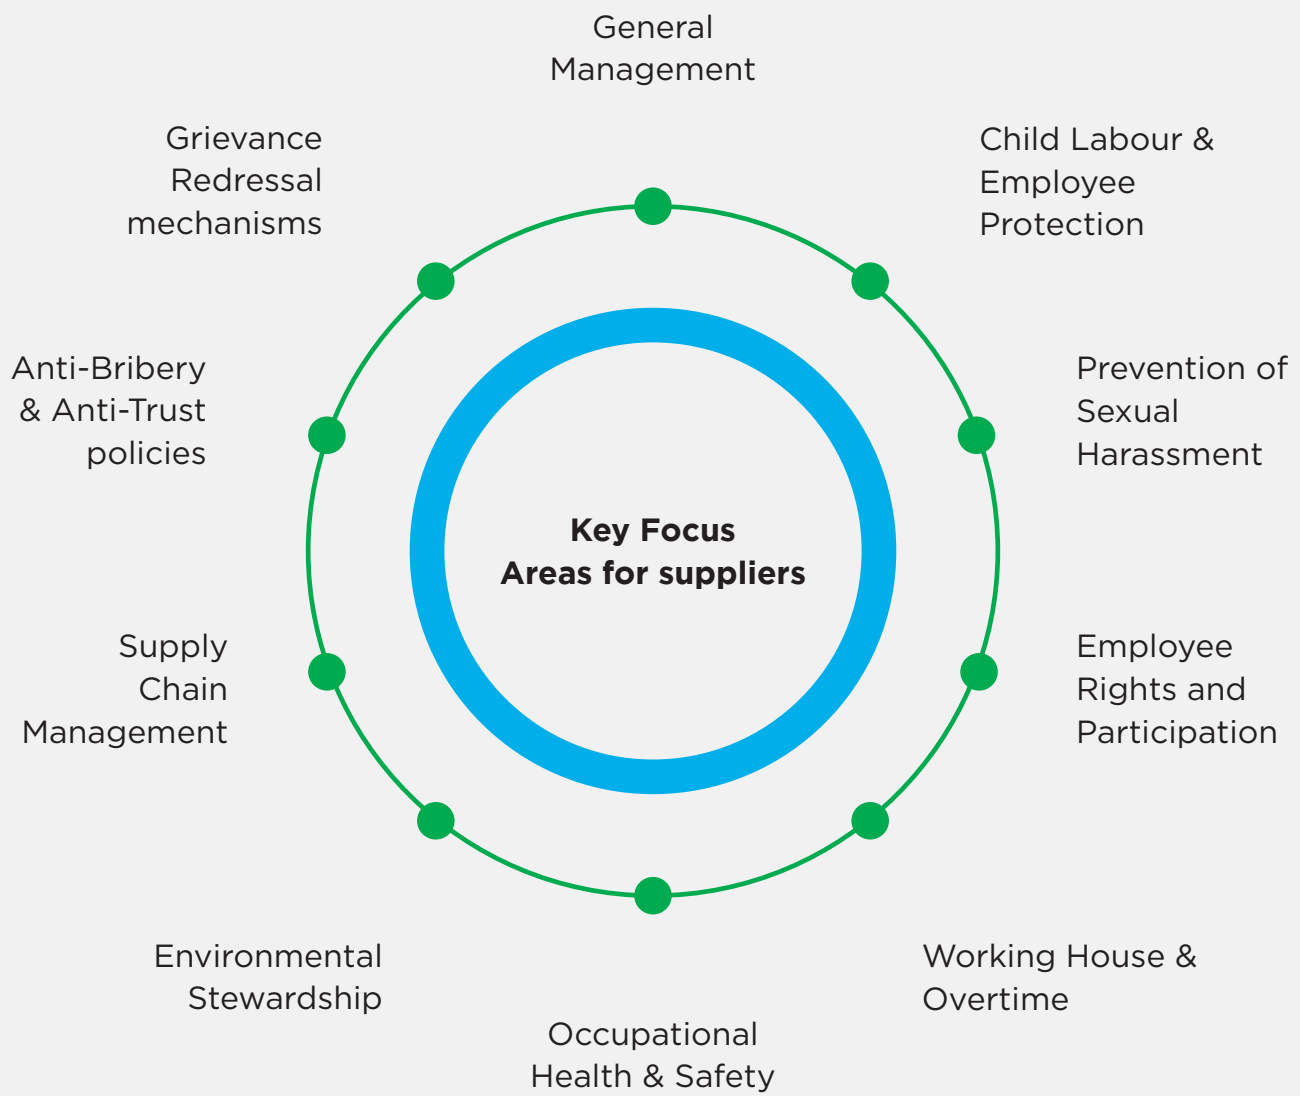 General
Management
Child Labour &
Employee
Protection
Prevention of
Sexual
Harassment
Employee
Rights and
Participation
Working House &
Overtime
Occupational
Health & Safety
Environmental
Stewardship
Supply
Chain
Management
Anti-Bribery
& Anti-Trust
policies
Grievance
Redressal
mechanisms
Key Focus
Areas for suppliers